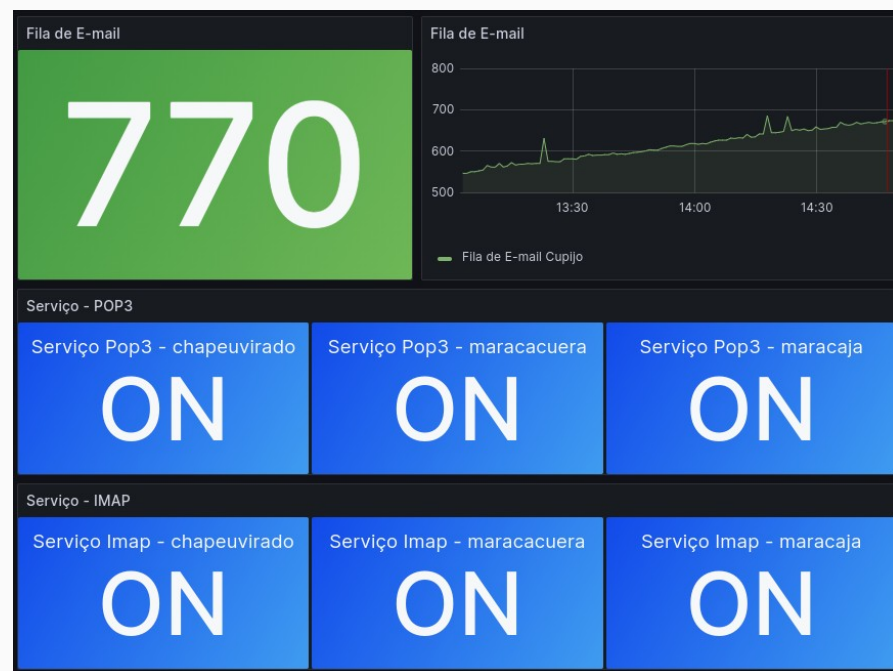 Fila de E-mail
770
Fila de E-mail
800
700
600
500
13:30 14:00 14:30
Fila de E-mail Cupijo
Serviço - POP3
Serviço Pop3 - chapeuvirado
ON
Serviço Pop3 - maracacuera
ON
Serviço Pop3 - maracaja
ON
Serviço - IMAP
Serviço Imap - chapeuvirado
ON
Serviço Imap - maracacuera
ON
Serviço Imap - maracaja
ON